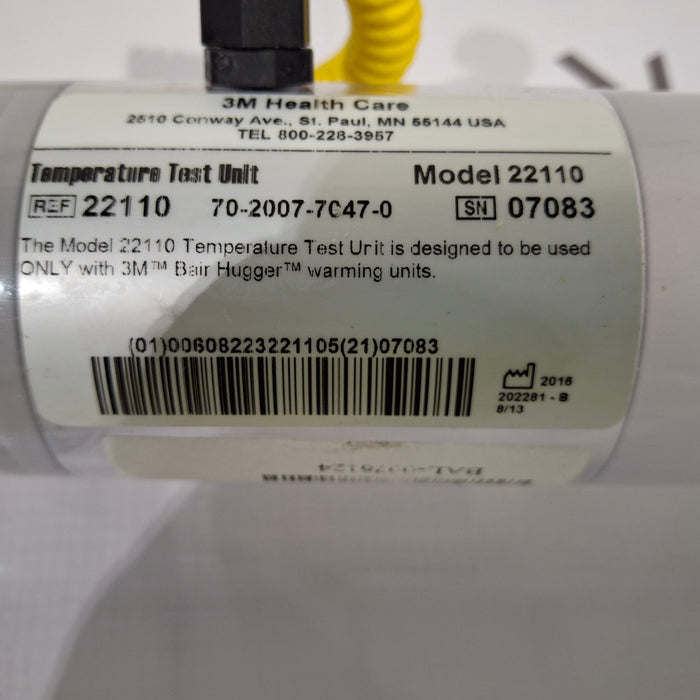 3M Health Care
2510 Conway Ave., St. Paul, MN 55144 USA
TEL 800-228-3957
Temperature Test Unit Model 22110
REF 22110 70-2007-7047-0 SN 07083
The Model 22110 Temperature Test Unit is designed to be used
ONLY with 3M™ Bair Hugger™ warming units.
(01)00608223221105(21)07083
2016
202281 - B
8/13